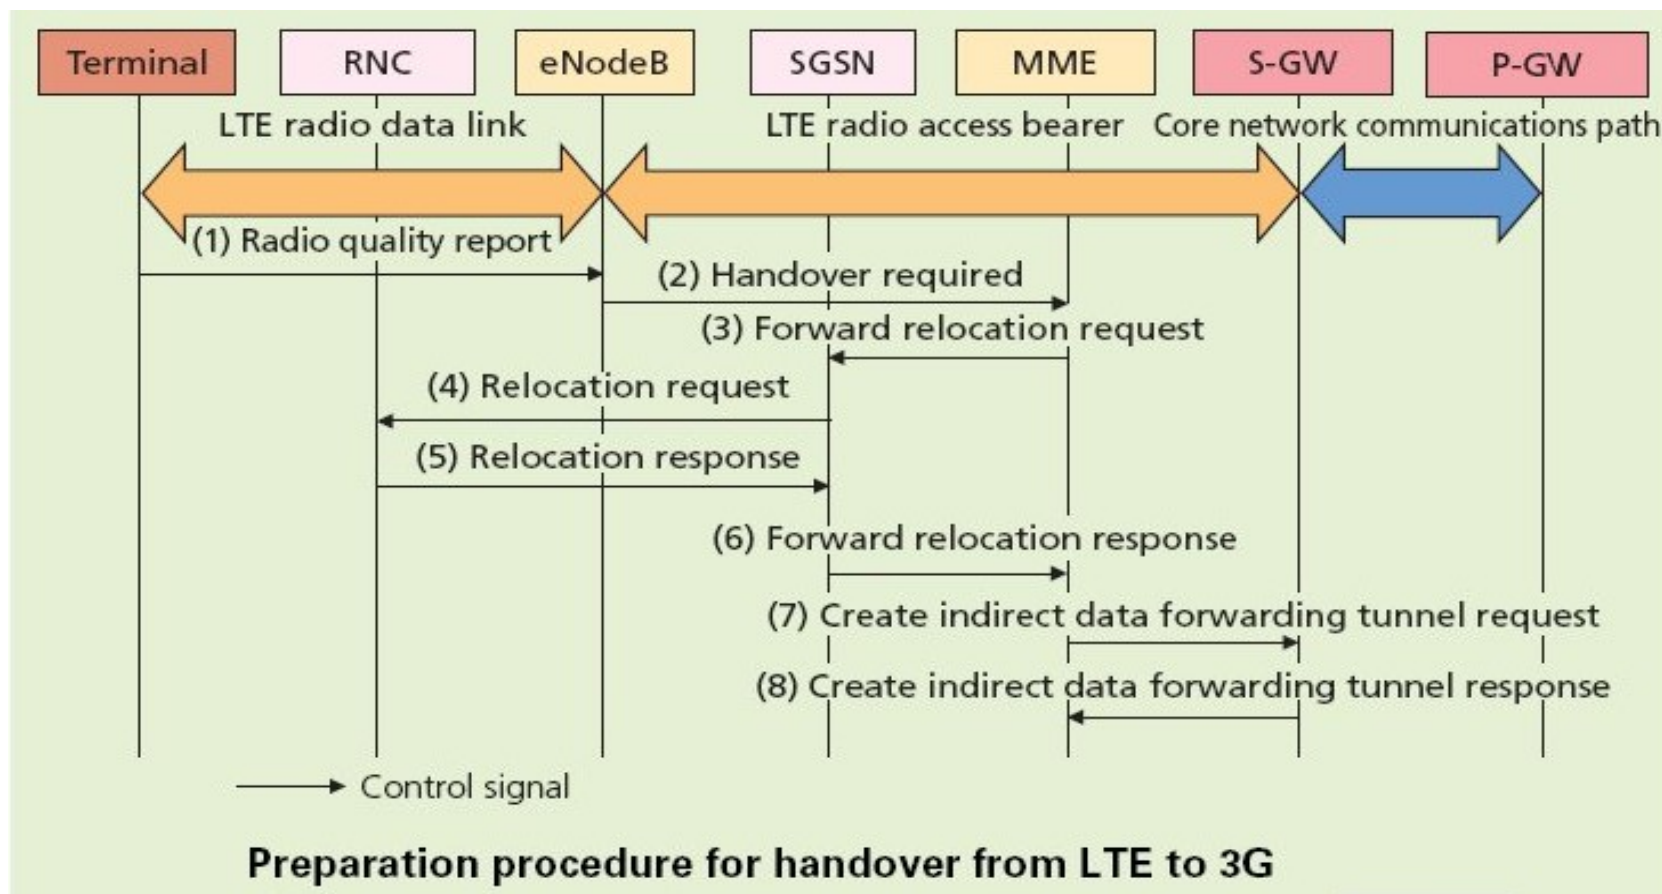 Terminal
RNC
eNodeB
SGSN
MME
S-GW
P-GW
LTE radio data link
LTE radio access bearer
Core network communications path
(1) Radio quality report
(2) Handover required
(3) Forward relocation request
(4) Relocation request
(5) Relocation response
(6) Forward relocation response
(7) Create indirect data forwarding tunnel request
(8) Create indirect data forwarding tunnel response
Control signal
Preparation procedure for handover from LTE to 3G